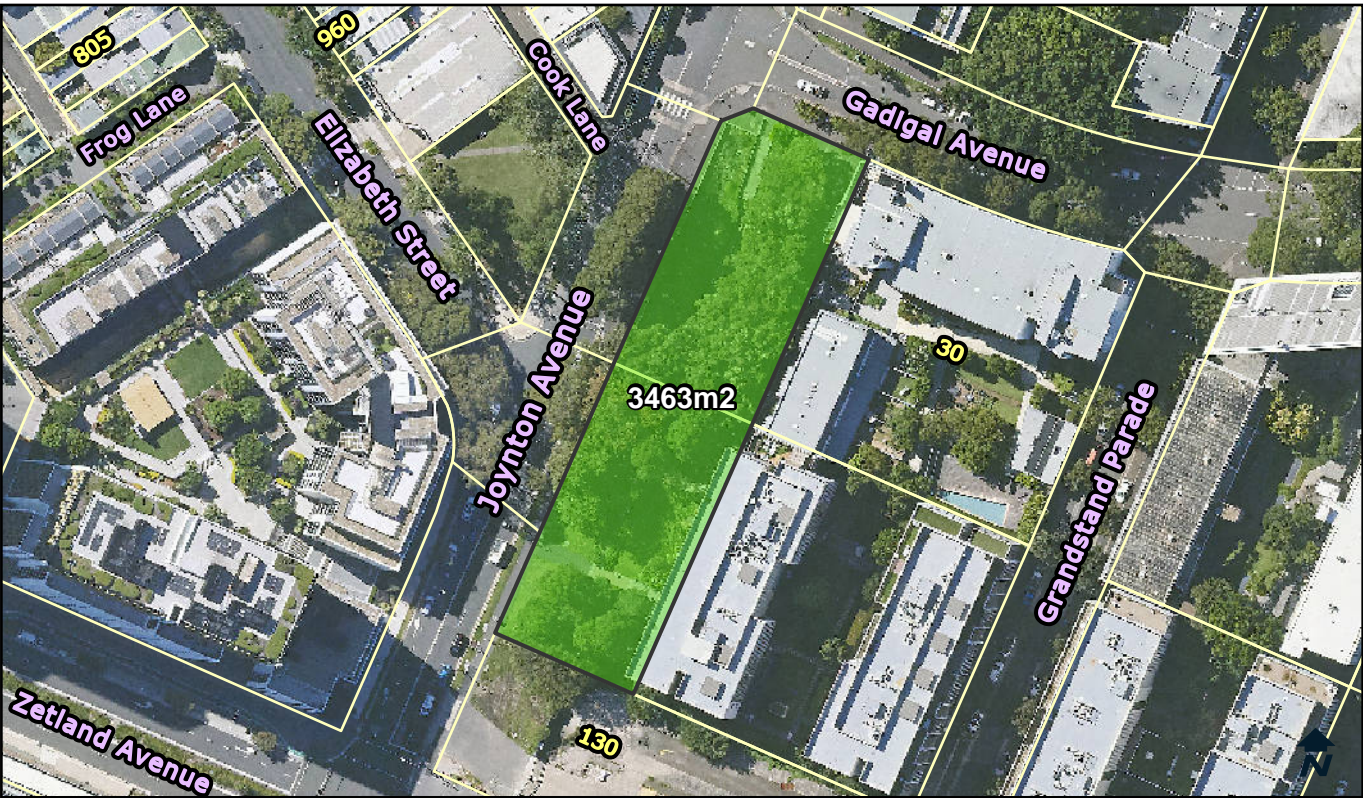 805
960
Cook Lane
Frog Lane
Elizabeth Street
Gadigal Avenue
30
Joynton Avenue
3463m2
Grandstand Parade
Zetland Avenue
130
N